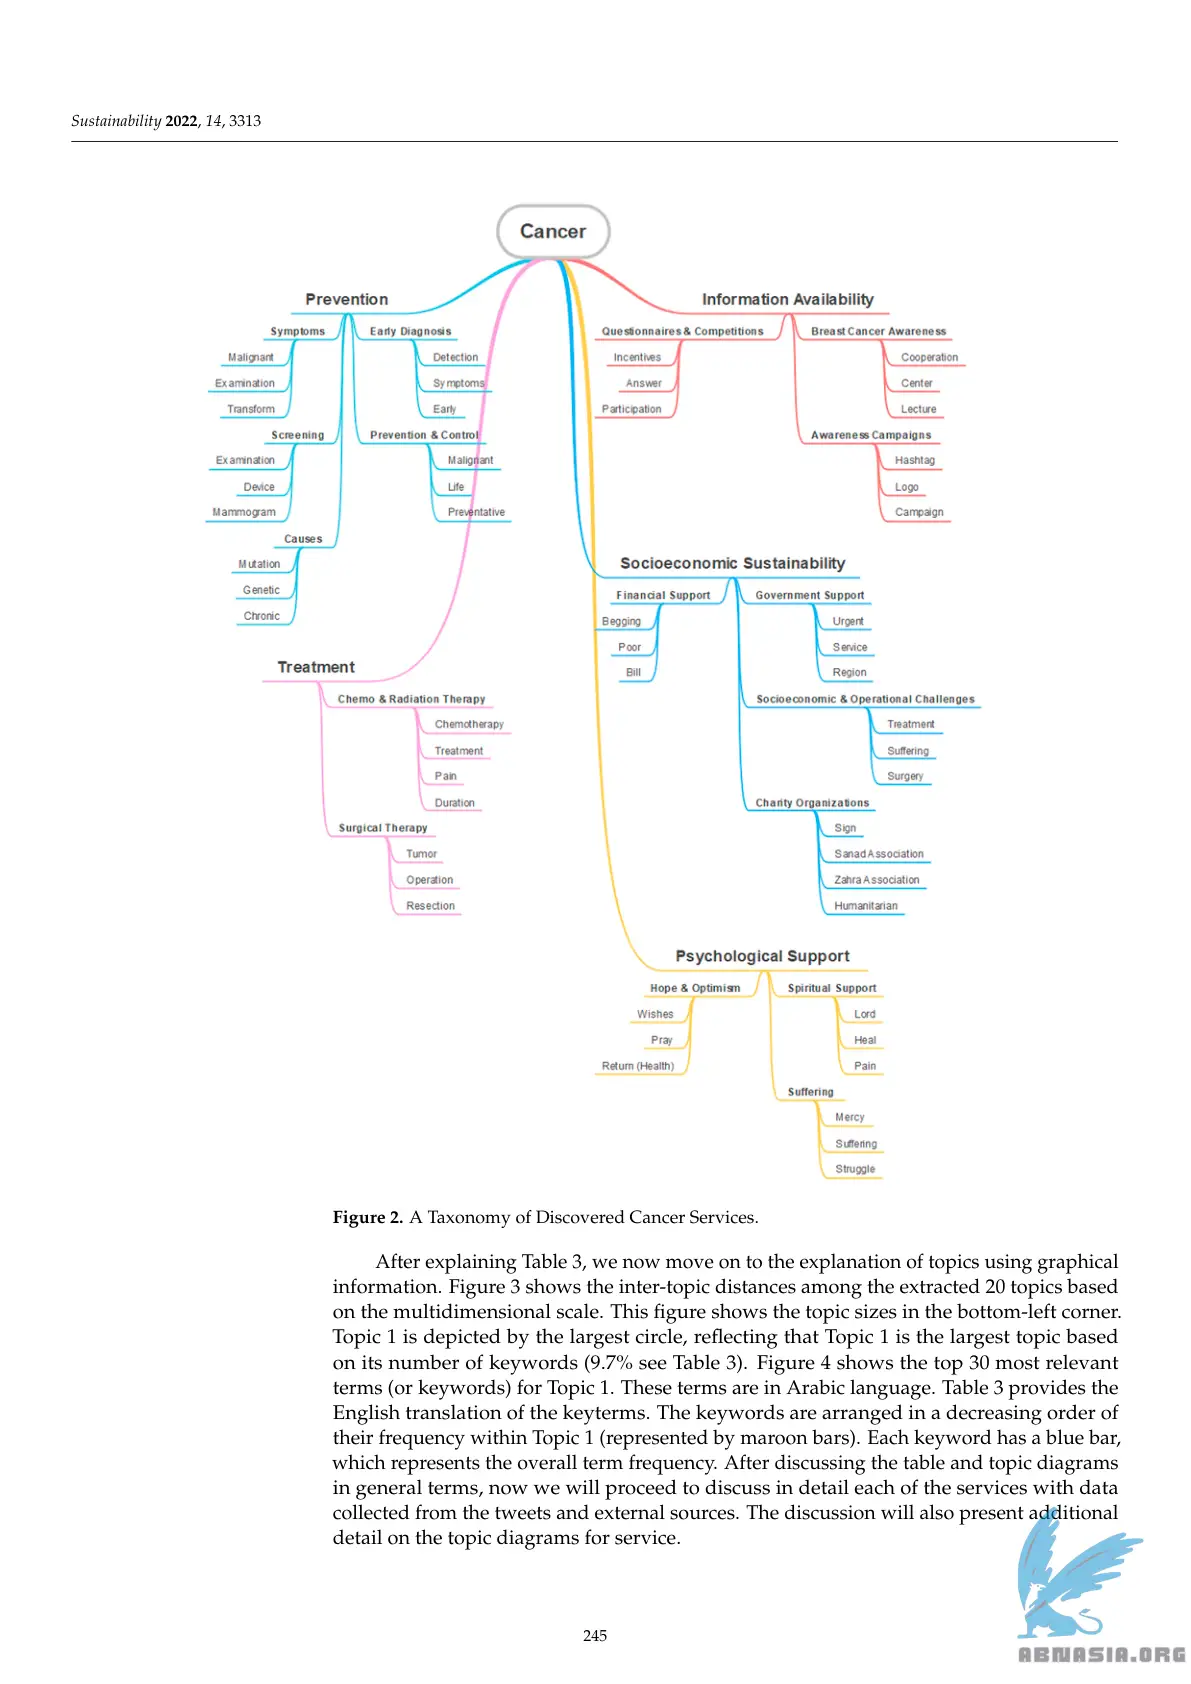 Sustainability 2022, 14, 3313
Cancer
Prevention
Symptoms
Malignant
Examination
Transform
Screening
Examination
Device
Mammogram
Causes
Mutation
Genetic
Chronic
Early Diagnosis
Detection
Symptoms
Early
Prevention & Control
Malignant
Life
Preventative
Treatment
Chemo & Radiation Therapy
Chemotherapy
Treatment
Pain
Duration
Surgical Therapy
Tumor
Operation
Resection
Information Availability
Questionnaires & Competitions
Incentives
Answer
Participation
Breast Cancer Awareness
Cooperation
Center
Lecture
Awareness Campaigns
Hashtag
Logo
Campaign
Socioeconomic Sustainability
Financial Support
Begging
Poor
Bill
Government Support
Urgent
Service
Region
Socioeconomic & Operational Challenges
Treatment
Suffering
Surgery
Charity Organizations
Sign
Sanad Association
Zahra Association
Humanitarian
Psychological Support
Hope & Optimism
Wishes
Pray
Return (Health)
Spiritual Support
Lord
Heal
Pain
Suffering
Mercy
Suffering
Struggle
Figure 2. A Taxonomy of Discovered Cancer Services.
After explaining Table 3, we now move on to the explanation of topics using graphical
information. Figure 3 shows the inter-topic distances among the extracted 20 topics based
on the multidimensional scale. This figure shows the topic sizes in the bottom-left corner.
Topic 1 is depicted by the largest circle, reflecting that Topic 1 is the largest topic based
on its number of keywords (9.7% see Table 3). Figure 4 shows the top 30 most relevant
terms (or keywords) for Topic 1. These terms are in Arabic language. Table 3 provides the
English translation of the keyterms. The keywords are arranged in a decreasing order of
their frequency within Topic 1 (represented by maroon bars). Each keyword has a blue bar,
which represents the overall term frequency. After discussing the table and topic diagrams
in general terms, now we will proceed to discuss in detail each of the services with data
collected from the tweets and external sources. The discussion will also present additional
detail on the topic diagrams for service.
245
ABNASIA.ORG